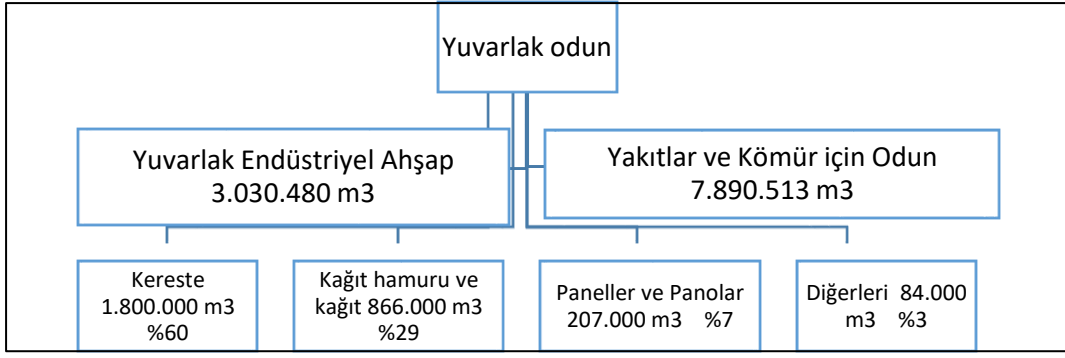 Yuvarlak odun
Yuvarlak Endüstriyel Ahşap
3.030.480 m3
Yakıtlar ve Kömür için Odun
7.890.513 m3
Kereste
1.800.000 m3
%60
Kağıt hamuru ve
kağıt 866.000 m3
%29
Paneller ve Panolar
207.000 m3 %7
Diğerleri 84.000
m3 %3